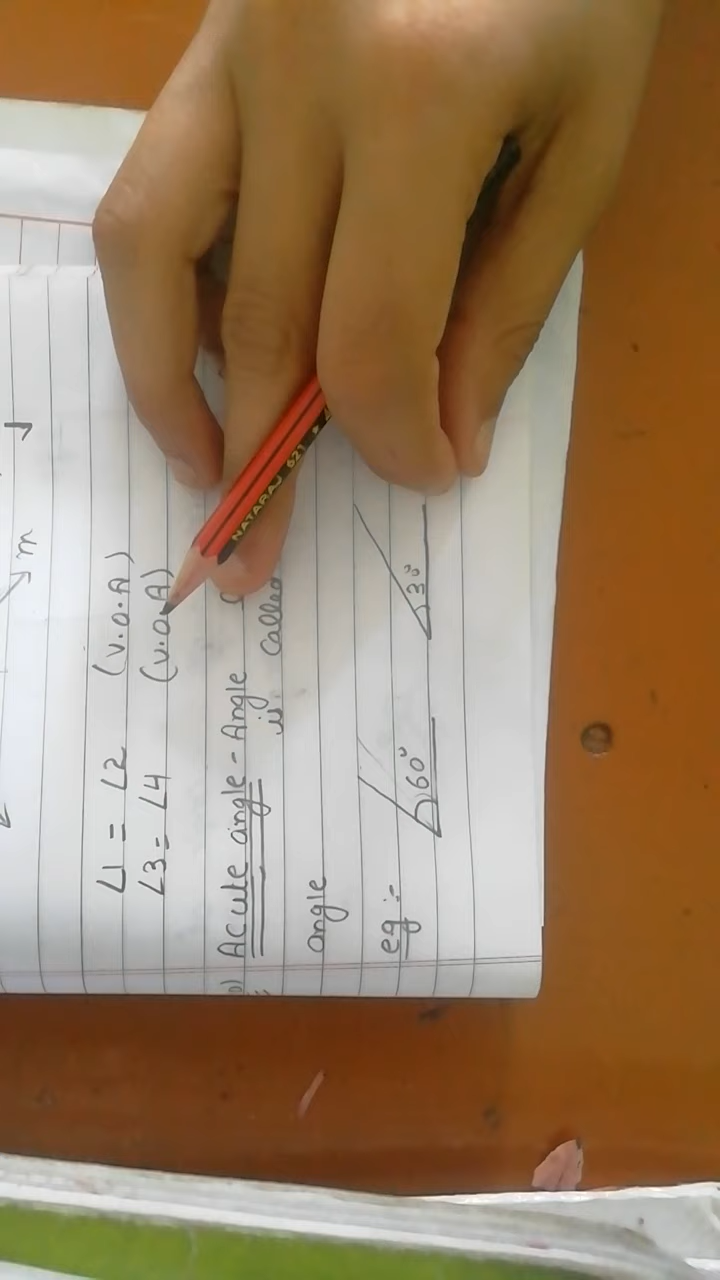 m
∠1 = ∠2 (V.O.A)
∠3 = ∠4 (V.O.A)
Acute angle - Angle
is called
angle
eg :-
60° 30°
NATARAJ 621